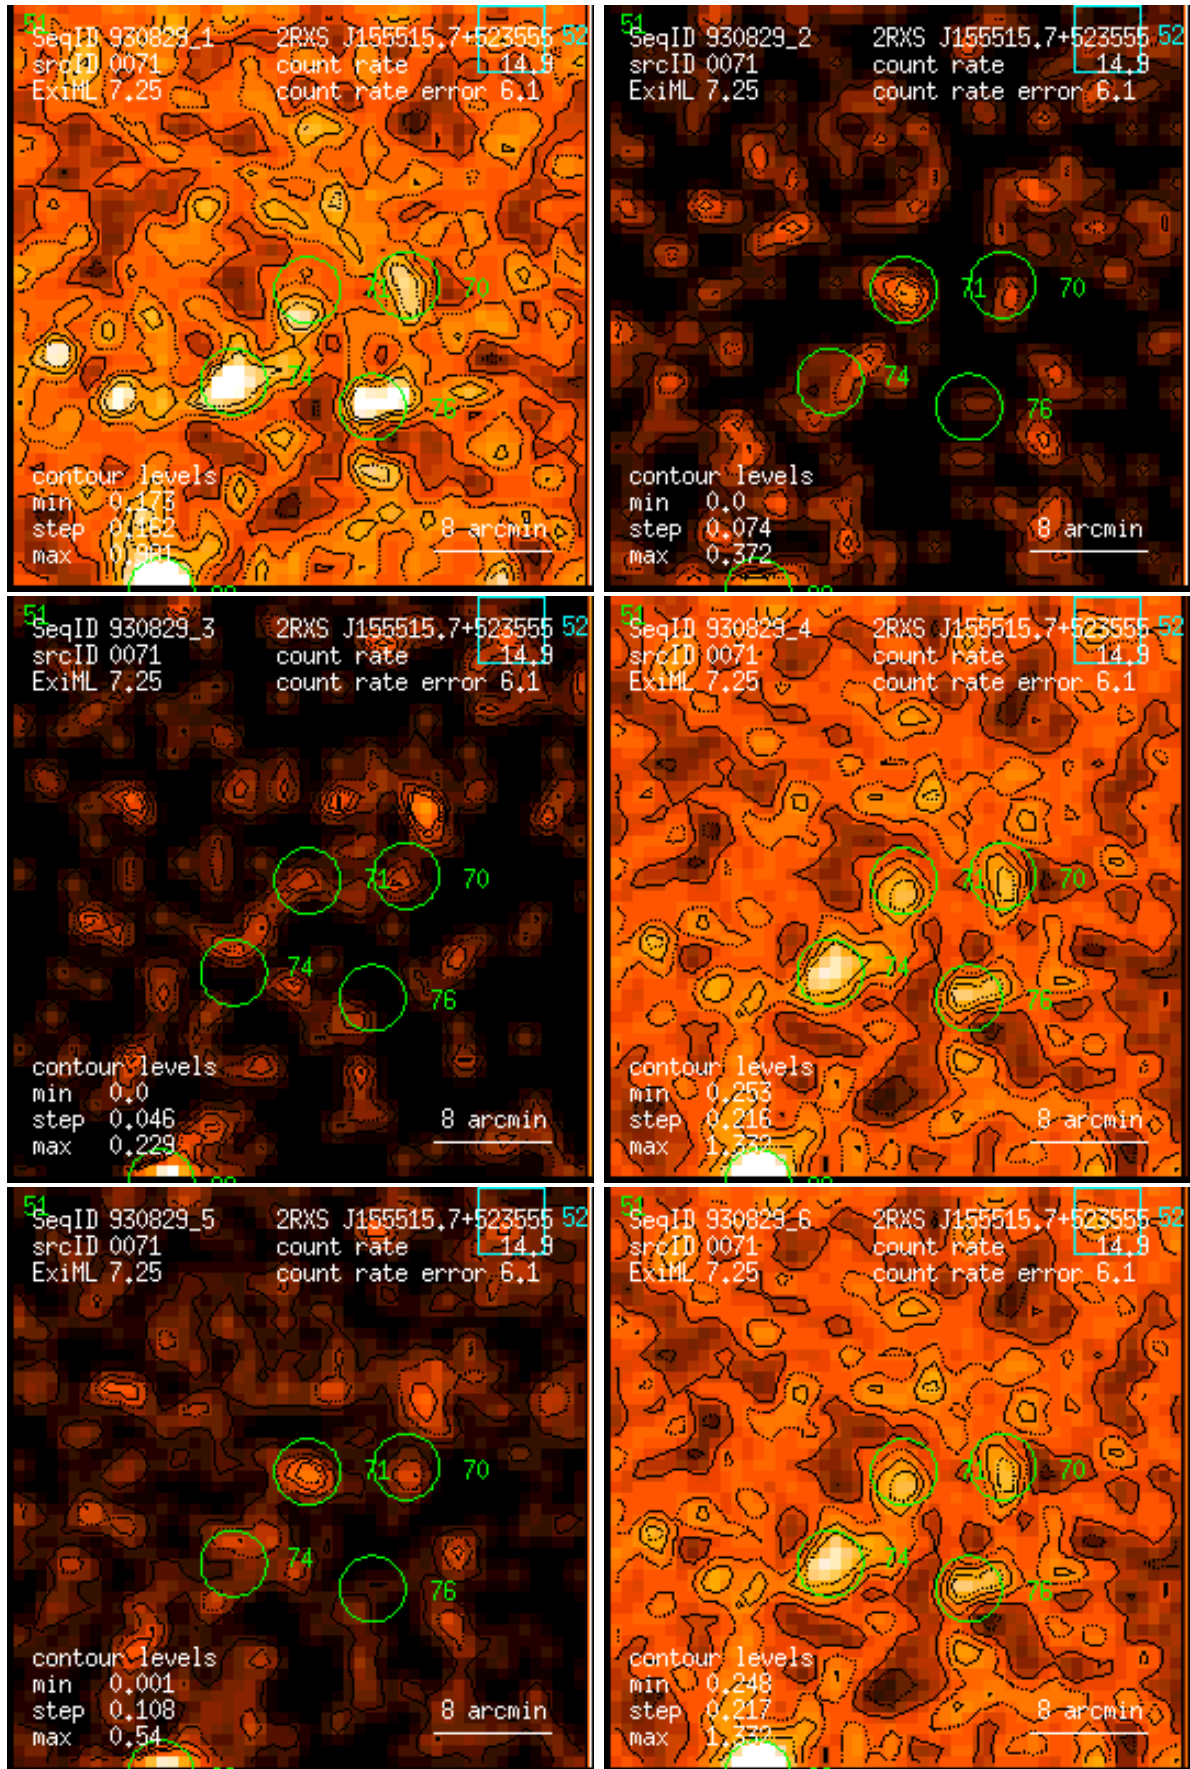 51
SeqID 930829_1 2RXS J155515.7+523555 52
srcID 0071 count rate 14.9
ExiML 7.25 count rate error 6.1
71 70
74
76
contour levels
min 0.173
step 0.162
max
8 arcmin
51
SeqID 930829_2 2RXS J155515.7+523555 52
srcID 0071 count rate 14.9
ExiML 7.25 count rate error 6.1
71 70
74
76
contour levels
min 0.0
step 0.074
max 0.372
8 arcmin
51
SeqID 930829_3 2RXS J155515.7+523555 52
srcID 0071 count rate 14.9
ExiML 7.25 count rate error 6.1
71 70
74
76
contour levels
min 0.0
step 0.046
max 0.229
8 arcmin
51
SeqID 930829_4 2RXS J155515.7+523555 52
srcID 0071 count rate 14.9
ExiML 7.25 count rate error 6.1
71 70
74
76
contour levels
min 0.253
step 0.216
max 1.332
8 arcmin
51
SeqID 930829_5 2RXS J155515.7+523555 52
srcID 0071 count rate 14.9
ExiML 7.25 count rate error 6.1
71 70
74
76
contour levels
min 0.001
step 0.108
max 0.54
8 arcmin
51
SeqID 930829_6 2RXS J155515.7+523555 52
srcID 0071 count rate 14.9
ExiML 7.25 count rate error 6.1
71 70
74
76
contour levels
min 0.248
step 0.217
max 1.332
8 arcmin